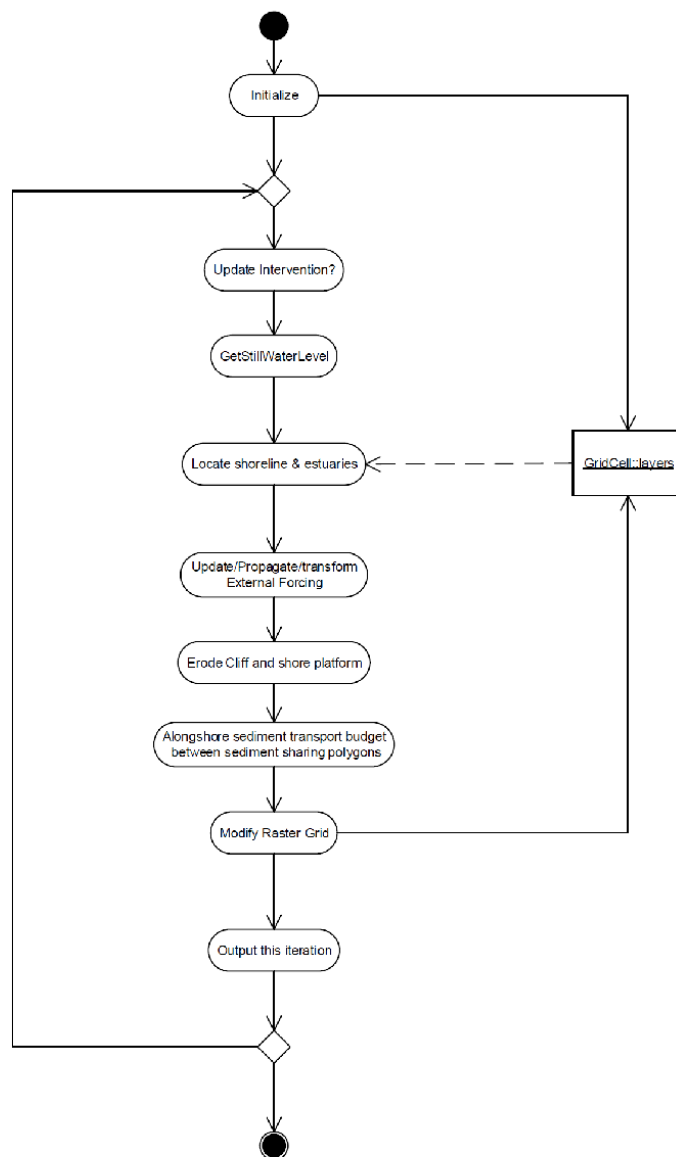 Initialize
Update Intervention?
GetStillWaterLevel
Locate shoreline & estuaries
GridCell::layers
Update/Propagate/transform
External Forcing
Erode Cliff and shore platform
Alongshore sediment transport budget
between sediment sharing polygons
Modify Raster Grid
Output this iteration